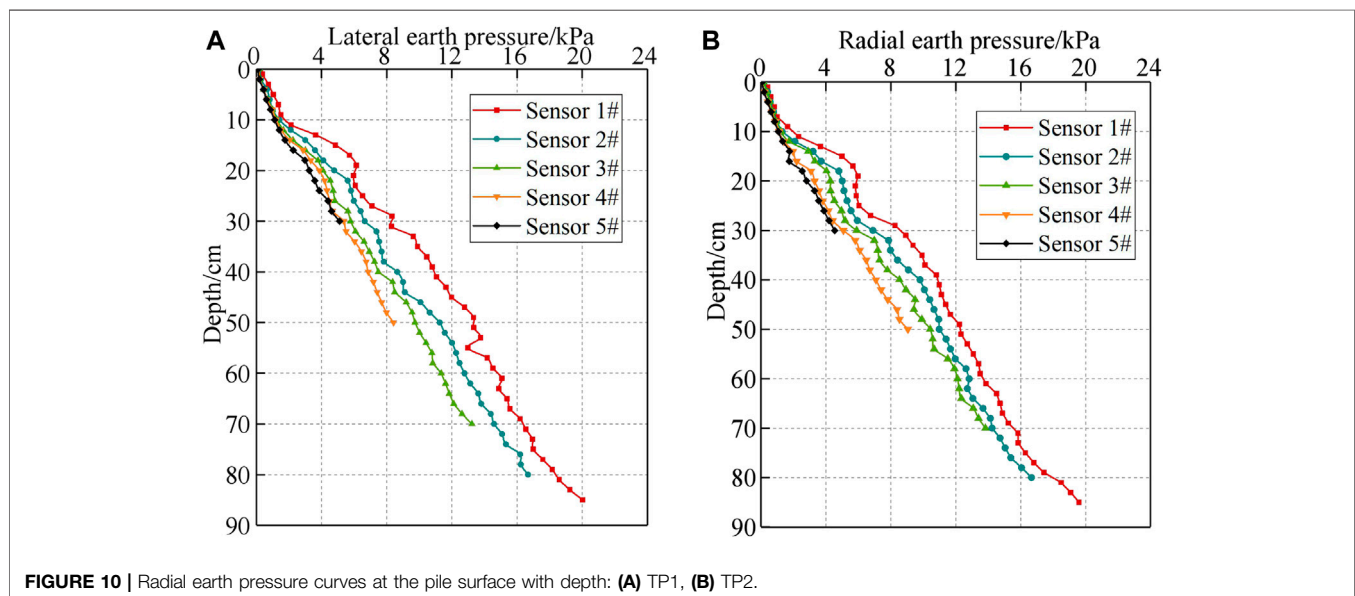 A
Lateral earth pressure/kPa
0 4 8 12 16 20 24
0
10
20
30
40
50
60
70
80
90
Depth/cm
Sensor 1#
Sensor 2#
Sensor 3#
Sensor 4#
Sensor 5#
B
Radial earth pressure/kPa
0 4 8 12 16 20 24
0
10
20
30
40
50
60
70
80
90
Depth/cm
Sensor 1#
Sensor 2#
Sensor 3#
Sensor 4#
Sensor 5#
FIGURE 10 | Radial earth pressure curves at the pile surface with depth: (A) TP1, (B) TP2.